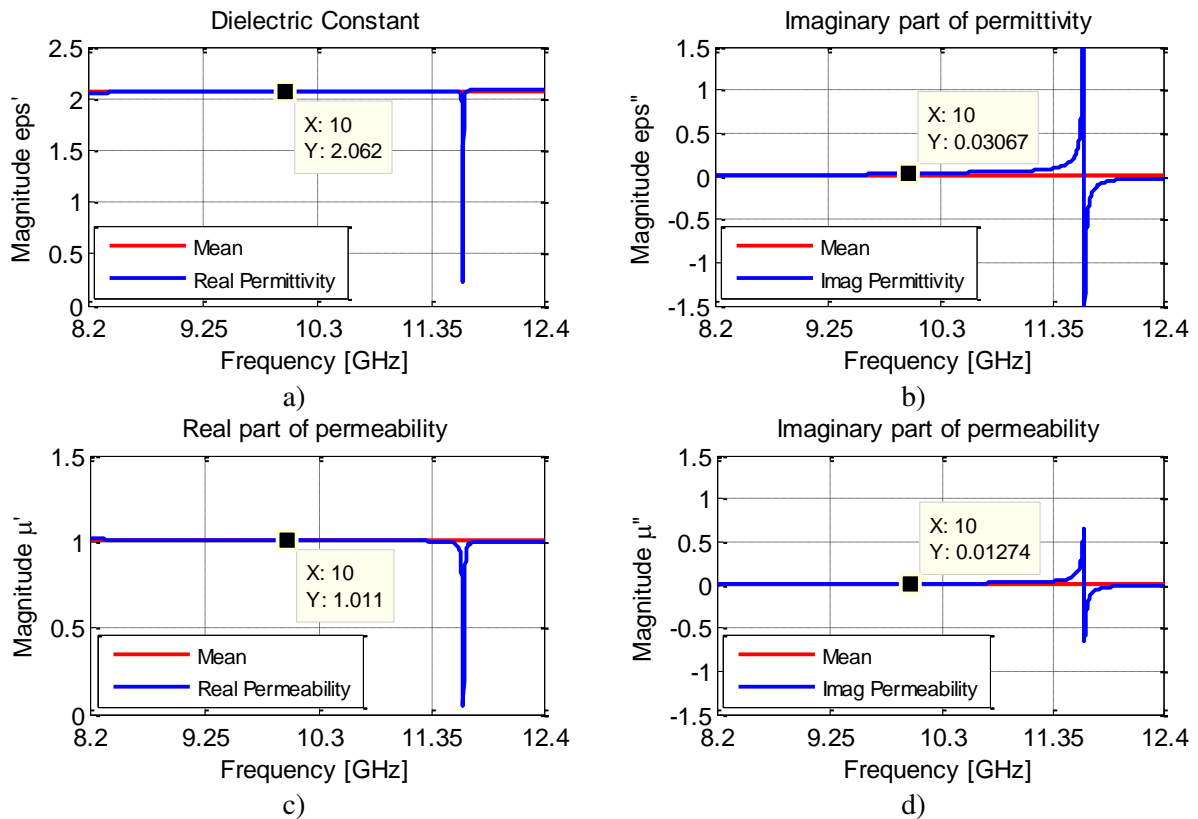 Dielectric Constant
2.5
2
1.5
1
0.5
0
Magnitude eps'
X: 10
Y: 2.062
Mean
Real Permittivity
8.2 9.25 10.3 11.35 12.4
Frequency [GHz]
a)
Imaginary part of permittivity
1.5
1
0.5
0
-0.5
-1
-1.5
Magnitude eps"
X: 10
Y: 0.03067
Mean
Imag Permittivity
8.2 9.25 10.3 11.35 12.4
Frequency [GHz]
b)
Real part of permeability
1.5
1
0.5
0
Magnitude μ'
X: 10
Y: 1.011
Mean
Real Permeability
8.2 9.25 10.3 11.35 12.4
Frequency [GHz]
c)
Imaginary part of permeability
1.5
1
0.5
0
-0.5
-1
-1.5
Magnitude μ"
X: 10
Y: 0.01274
Mean
Imag Permeability
8.2 9.25 10.3 11.35 12.4
Frequency [GHz]
d)